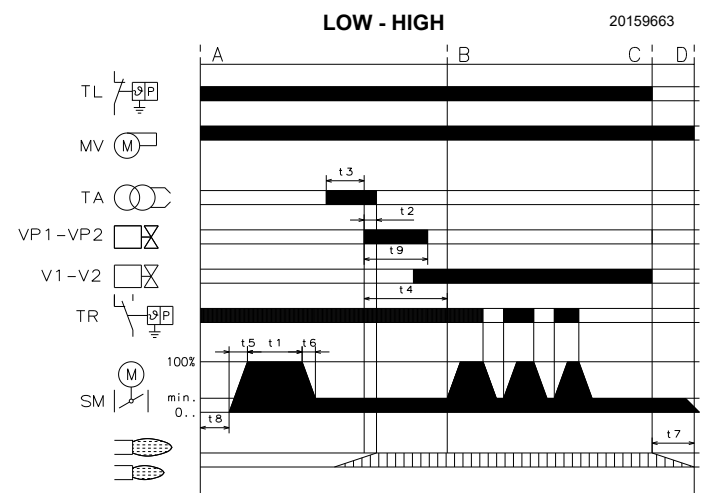 LOW - HIGH
20159663
A
B
C
D
TL
ϑ P
MV
M
t3
TA
t2
VP1-VP2
t9
V1-V2
t4
TR
ϑ P
t5
t1
t6
100%
M
SM
min.
0..
t8
t7